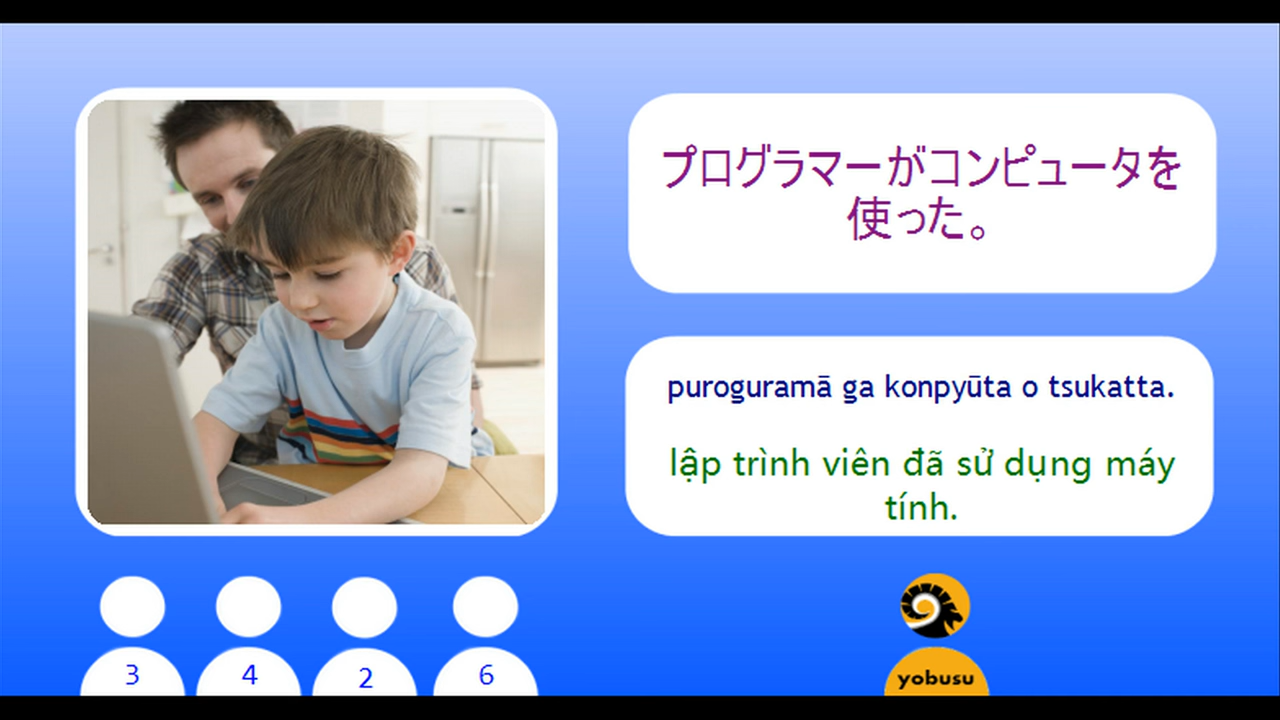 プログラマーがコンピュータを
使った。
puroguramā ga konpyūta o tsukatta.
lập trình viên đã sử dụng máy
tính.
3 4 2 6
yobusu